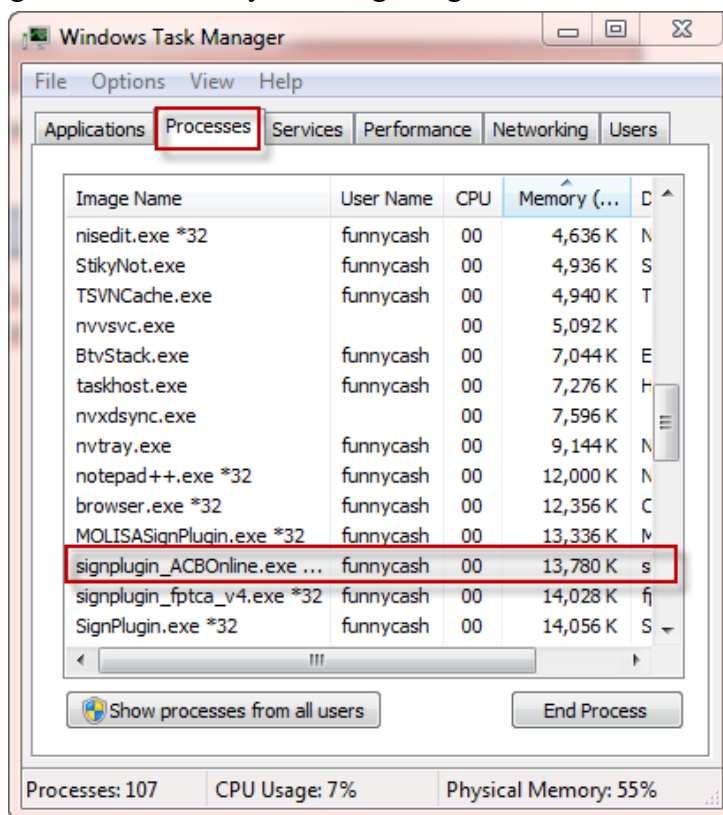 Windows Task Manager
File Options View Help
Applications Processes Services Performance Networking Users
Image Name User Name CPU Memory (... D
nisedit.exe *32 funnycash 00 4,636 K N
StikyNot.exe funnycash 00 4,936 K S
TSVNCache.exe funnycash 00 4,940 K T
nvvsvc.exe 00 5,092 K
BtvStack.exe funnycash 00 7,044 K E
taskhost.exe funnycash 00 7,276 K H
nvxdsync.exe 00 7,596 K
nvtray.exe funnycash 00 9,144 K N
notepad++.exe *32 funnycash 00 12,000 K N
browser.exe *32 funnycash 00 12,356 K C
MOLISASignPlugin.exe *32 funnycash 00 13,336 K M
signplugin_ACBOnline.exe ... funnycash 00 13,780 K s
signplugin_fptca_v4.exe *32 funnycash 00 14,028 K f
SignPlugin.exe *32 funnycash 00 14,056 K S
Show processes from all users End Process
Processes: 107 CPU Usage: 7% Physical Memory: 55%